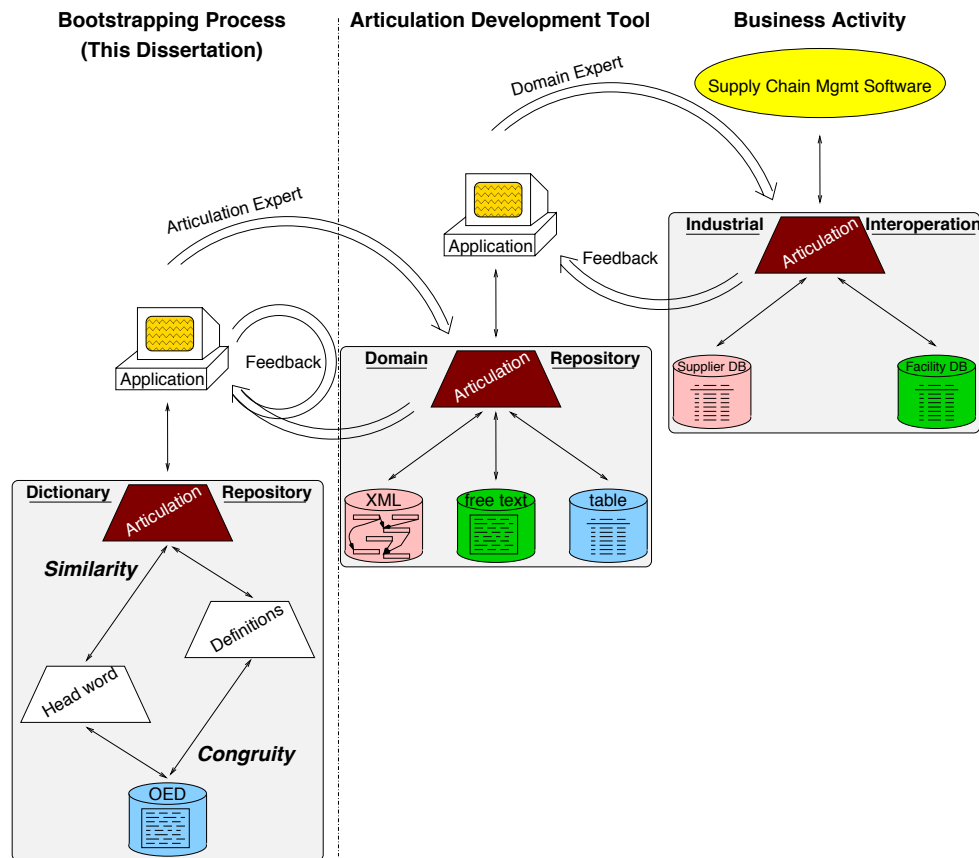 Bootstrapping Process
(This Dissertation)
Articulation Development Tool
Business Activity
Supply Chain Mgmt Software
Domain Expert
Articulation Expert
Application
Application
Feedback
Feedback
Industrial
Articulation
Interoperation
Supplier DB
Facility DB
Domain
Articulation
Repository
XML
free text
table
Dictionary
Articulation
Repository
Similarity
Definitions
Head word
Congruity
OED